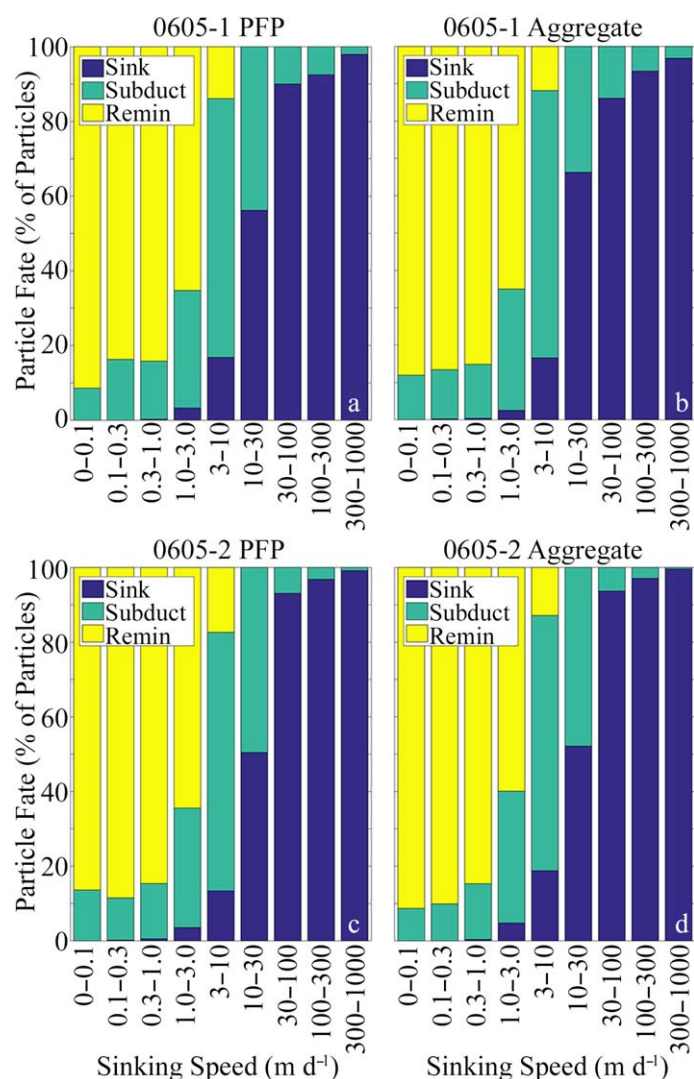 0605-1 PFP
Particle Fate (% of Particles)
100
80
60
40
20
0
Sink
Subduct
Remin
a
0–0.1
0.1–0.3
0.3–1.0
1.0–3.0
3–10
10–30
30–100
100–300
300–1000
0605-1 Aggregate
Sink
Subduct
Remin
b
0–0.1
0.1–0.3
0.3–1.0
1.0–3.0
3–10
10–30
30–100
100–300
300–1000
0605-2 PFP
Particle Fate (% of Particles)
100
80
60
40
20
0
Sink
Subduct
Remin
c
0–0.1
0.1–0.3
0.3–1.0
1.0–3.0
3–10
10–30
30–100
100–300
300–1000
Sinking Speed (m d⁻¹)
0605-2 Aggregate
Sink
Subduct
Remin
d
0–0.1
0.1–0.3
0.3–1.0
1.0–3.0
3–10
10–30
30–100
100–300
300–1000
Sinking Speed (m d⁻¹)